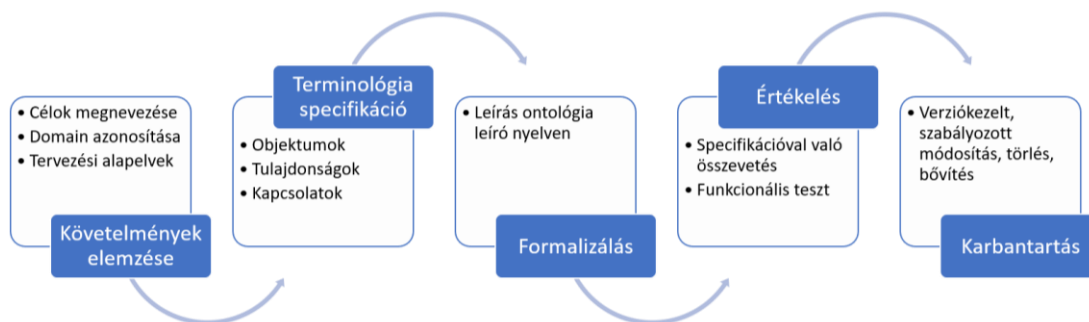 • Célok megnevezése
• Domain azonosítása
• Tervezési alapelvek
Követelmények
elemzése
Terminológia
specifikáció
• Objektumok
• Tulajdonságok
• Kapcsolatok
• Leírás ontológia
leíró nyelven
Formalizálás
Értékelés
• Specifikációval való
összevetés
• Funkcionális teszt
• Verziókezelt,
szabályozott
módosítás, törlés,
bővítés
Karbantartás